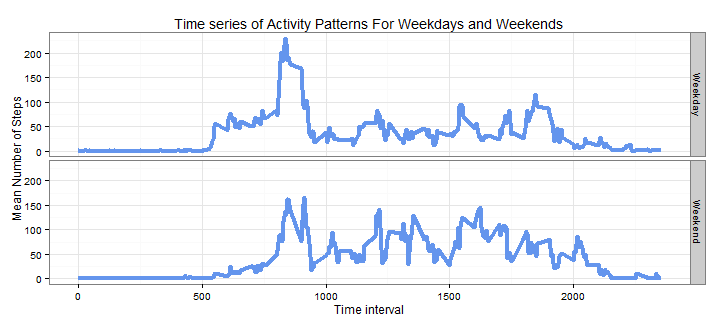 Time series of Activity Patterns For Weekdays and Weekends
Mean Number of Steps
200
150
100
50
0
Weekday
200
150
100
50
0
Weekend
0 500 1000 1500 2000
Time interval